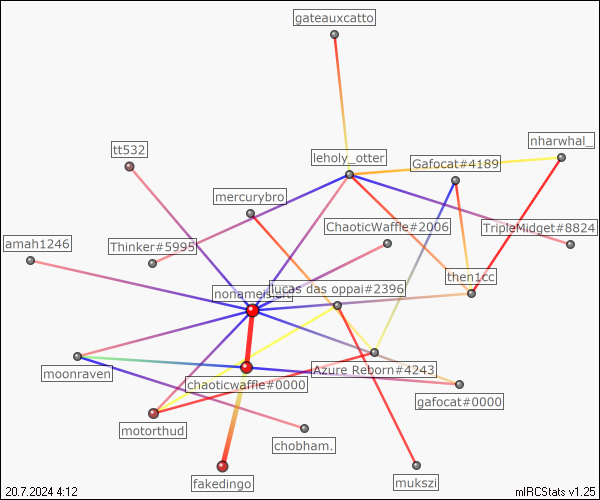 gateauxcatto
nharwhal_
tt532
leholy_otter
Gafocat#4189
mercurybro
ChaoticWaffle#2006
TripleMidget#8824
amah1246
Thinker#5995
then1cc
lucas das oppai#2396
Azure Reborn#4243
moonraven
chaoticwaffle#0000
gafocat#0000
motorthud
chobham.
fakedingo
mukszi
20.7.2024 4:12
mIRCStats v1.25